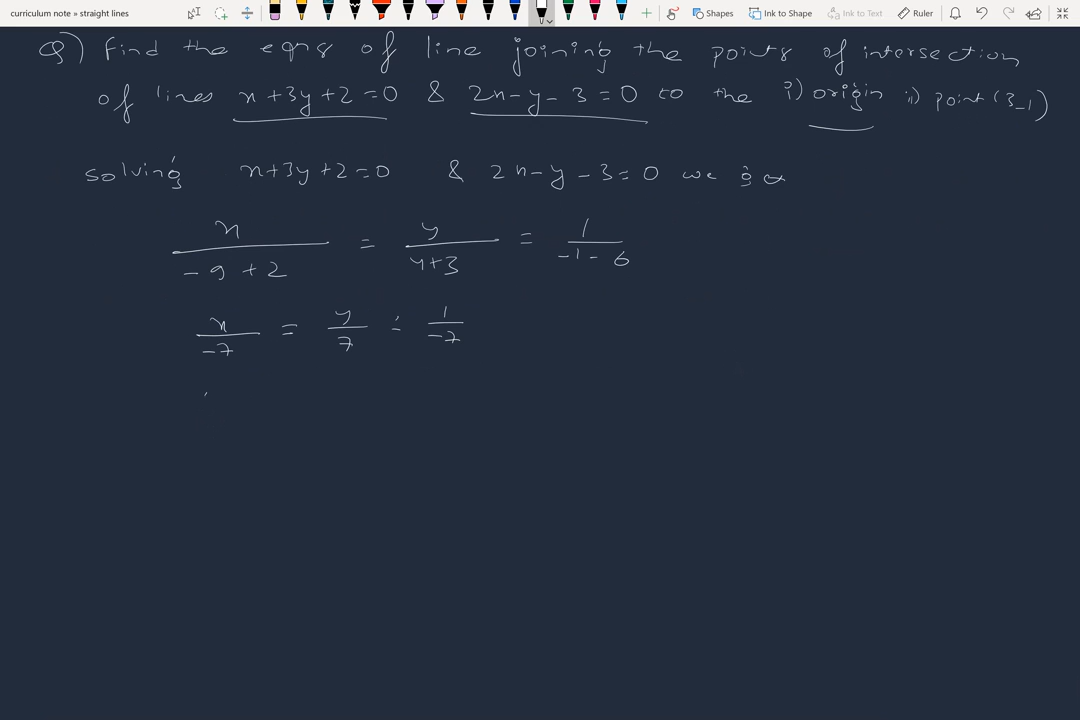 curriculum note » straight lines
Shapes Ink to Shape Ink to Text Ruler
Q) Find the eqns of line joining the points of intersection
of lines x+3y+2=0 & 2x-y-3=0 to the i) origin ii) point (3,-1)
solving x+3y+2=0 & 2x-y-3=0 we get
x/(-9+2) = y/(4+3) = 1/(-1-6)
x/-7 = y/7 = 1/-7